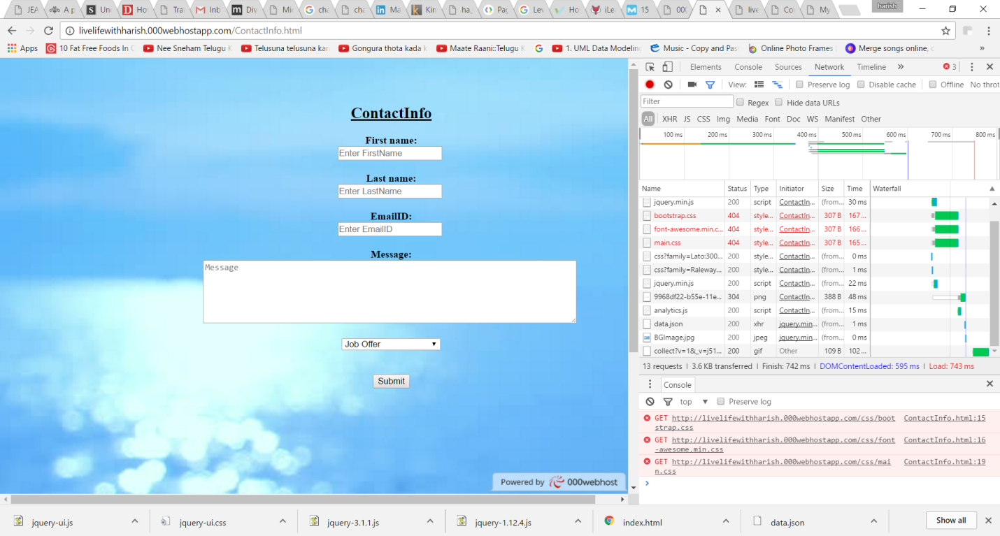 JEA A p Un Ho Trai Inb Div Mi cha cha Ma Kin ha Pag Lev Ho iLe 15 000 live Co My harish
livelifewithharish.000webhostapp.com/ContactInfo.html
Apps 10 Fat Free Foods In Nee Sneham Telugu Telusuna telusuna kar Gongura thota kada k Maate Raani::Telugu 1. UML Data Modeling Music - Copy and Pas Online Photo Frames Merge songs online, c »
Elements Console Sources Network Timeline » 3
View: Preserve log Disable cache Offline No throt
ContactInfo
Filter Regex Hide data URLs
All XHR JS CSS Img Media Font Doc WS Manifest Other
100 ms 200 ms 300 ms 400 ms 500 ms 600 ms 700 ms 800 ms
First name:
Enter FirstName
Last name:
Enter LastName
EmailID:
Enter EmailID
Message:
Message
Job Offer
Submit
Powered by 000webhost
Name Status Type Initiator Size Time Waterfall
jquery.min.js 200 script ContactIn... (from... 30 ms
bootstrap.css 404 style... ContactIn... 307 B 167...
font-awesome.min.c... 404 style... ContactIn... 307 B 166...
main.css 404 style... ContactIn... 307 B 165...
css?family=Lato:300... 200 style... ContactIn... (from... 0 ms
css?family=Raleway... 200 style... ContactIn... (from... 1 ms
jquery.min.js 200 script ContactIn... (from... 22 ms
9968df22-b55e-11e... 304 png ContactIn... 388 B 48 ms
analytics.js 200 script ContactIn... (from... 15 ms
data.json 200 xhr jquery.min... (from... 1 ms
BGImage.jpg 200 jpeg jquery.min... (from... 0 ms
collect?v=1&_v=j51... 200 gif Other 109 B 102...
13 requests | 3.6 KB transferred | Finish: 742 ms | DOMContentLoaded: 595 ms | Load: 743 ms
Console
top Preserve log
GET http://livelifewithharish.000webhostapp.com/css/boot ContactInfo.html:15
strap.css
GET http://livelifewithharish.000webhostapp.com/css/font ContactInfo.html:16
-awesome.min.css
GET http://livelifewithharish.000webhostapp.com/css/mai ContactInfo.html:19
n.css
jquery-ui.js jquery-ui.css jquery-3.1.1.js jquery-1.12.4.js index.html data.json Show all